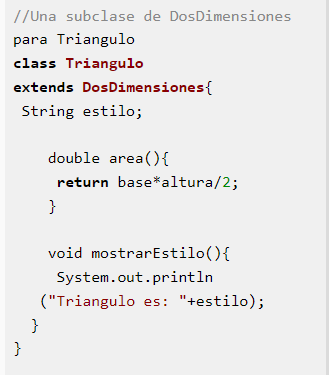 //Una subclase de DosDimensiones
para Triangulo
class Triangulo
extends DosDimensiones{
String estilo;
double area(){
return base*altura/2;
}
void mostrarEstilo(){
System.out.println
("Triangulo es: "+estilo);
}
}